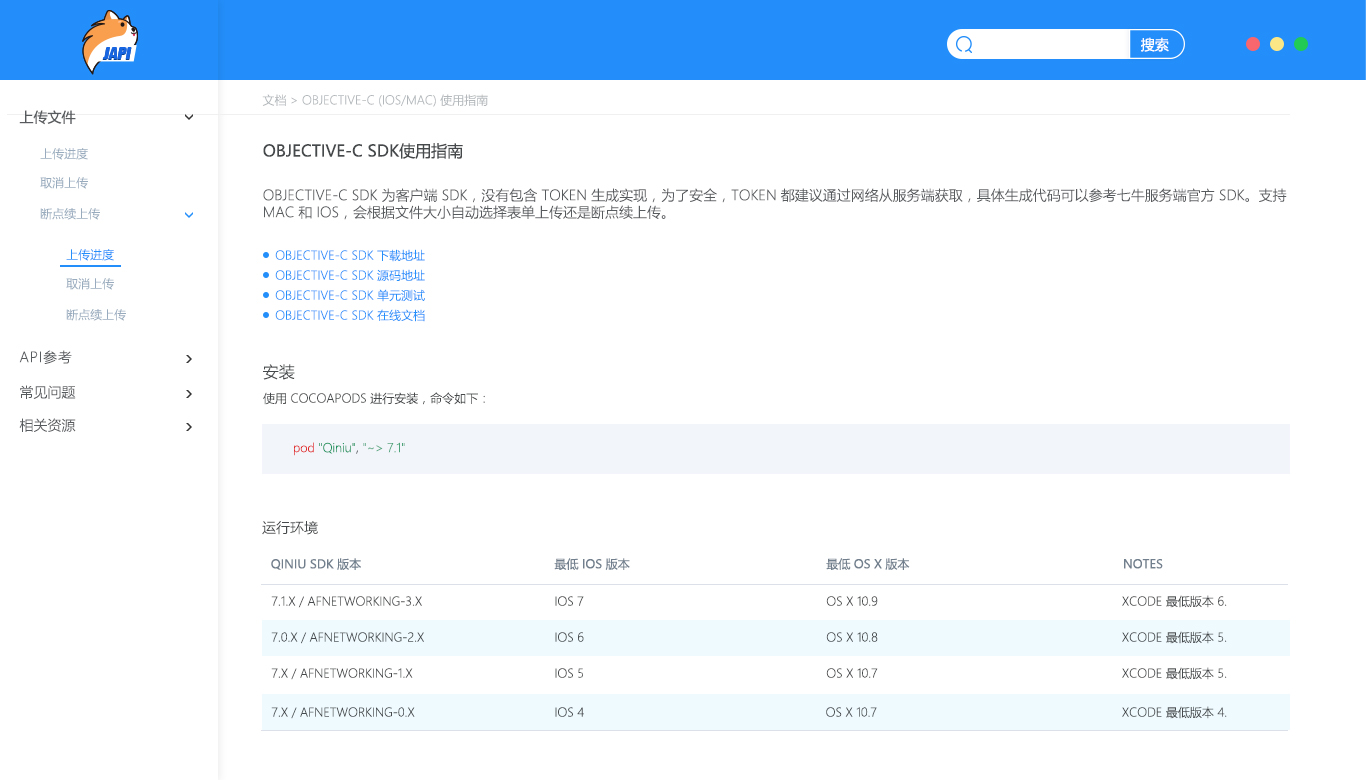 JAPI
搜索
文档 > OBJECTIVE-C (IOS/MAC) 使用指南
上传文件
上传进度
取消上传
断点续上传
上传进度
取消上传
断点续上传
API参考
常见问题
相关资源
OBJECTIVE-C SDK使用指南
OBJECTIVE-C SDK 为客户端 SDK，没有包含 TOKEN 生成实现，为了安全，TOKEN 都建议通过网络从服务端获取，具体生成代码可以参考七牛服务端官方 SDK。支持
MAC 和 IOS，会根据文件大小自动选择表单上传还是断点续上传。
OBJECTIVE-C SDK 下载地址
OBJECTIVE-C SDK 源码地址
OBJECTIVE-C SDK 单元测试
OBJECTIVE-C SDK 在线文档
安装
使用 COCOAPODS 进行安装，命令如下：
pod "Qiniu", "~> 7.1"
运行环境
QINIU SDK 版本 最低 IOS 版本 最低 OS X 版本 NOTES
7.1.X / AFNETWORKING-3.X IOS 7 OS X 10.9 XCODE 最低版本 6.
7.0.X / AFNETWORKING-2.X IOS 6 OS X 10.8 XCODE 最低版本 5.
7.X / AFNETWORKING-1.X IOS 5 OS X 10.7 XCODE 最低版本 5.
7.X / AFNETWORKING-0.X IOS 4 OS X 10.7 XCODE 最低版本 4.